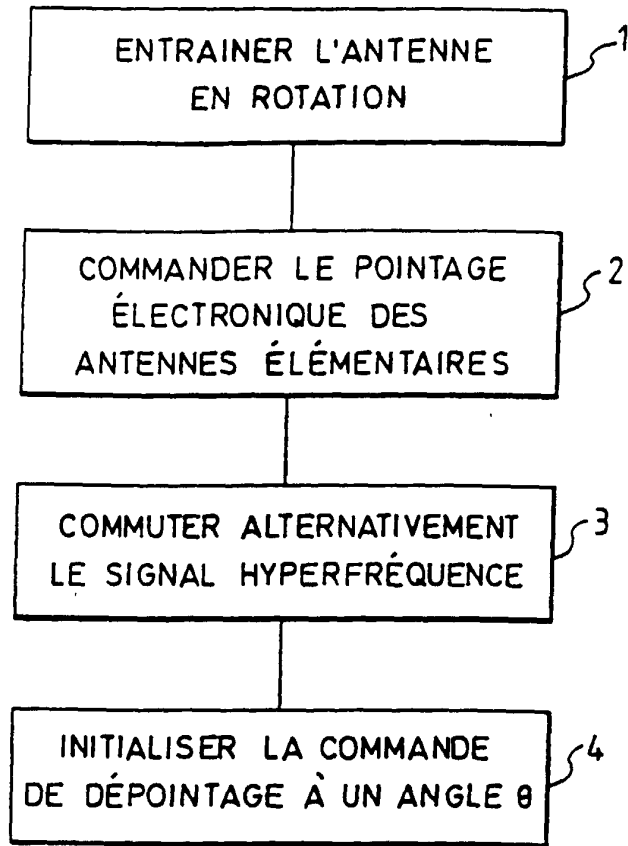 ENTRAINER L'ANTENNE
EN ROTATION
1
COMMANDER LE POINTAGE
ÉLECTRONIQUE DES
ANTENNES ÉLÉMENTAIRES
2
COMMUTER ALTERNATIVEMENT
LE SIGNAL HYPERFRÉQUENCE
3
INITIALISER LA COMMANDE
DE DÉPOINTAGE À UN ANGLE θ
4